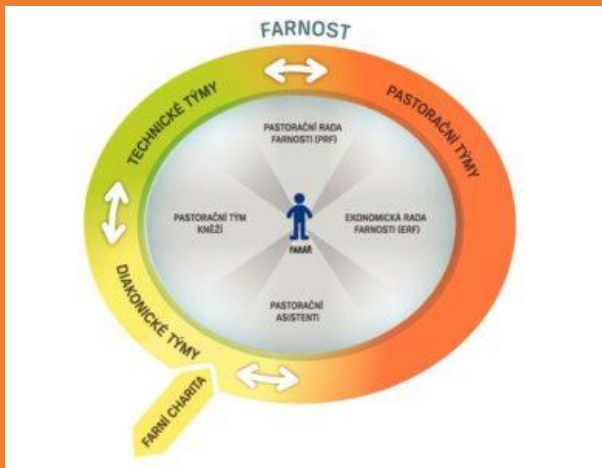 FARNOST
TECHNICKÉ TÝMY
PASTORAČNÍ TÝMY
PASTORAČNÍ RADA
FARNOSTI (PRF)
PASTORAČNÍ TÝM
KNĚŽÍ
EKONOMICKÁ RADA
FARNOSTI (ERF)
FARÁŘ
PASTORAČNÍ
ASISTENTI
DIAKONICKÉ TÝMY
FARNÍ CHARITA